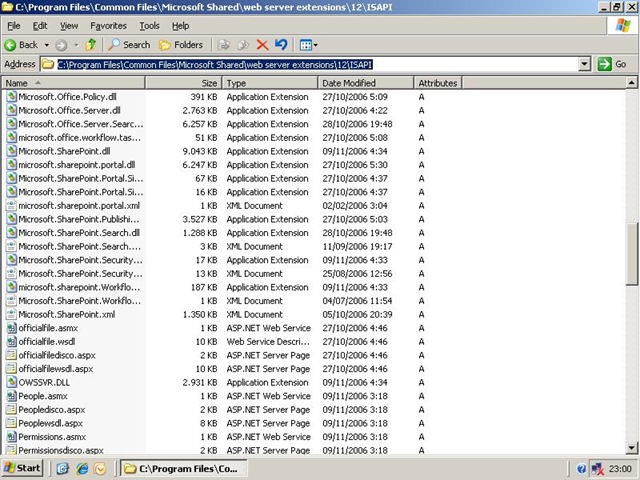 C:\Program Files\Common Files\Microsoft Shared\web server extensions\12\ISAPI
File Edit View Favorites Tools Help
Back Search Folders
Address C:\Program Files\Common Files\Microsoft Shared\web server extensions\12\ISAPI Go
Name Size Type Date Modified Attributes
Microsoft.Office.Policy.dll 391 KB Application Extension 27/10/2006 5:09 A
Microsoft.Office.Server.dll 2.763 KB Application Extension 27/10/2006 4:22 A
Microsoft.Office.Server.Searc... 6.257 KB Application Extension 28/10/2006 19:48 A
microsoft.office.workflow.tas... 51 KB Application Extension 27/10/2006 5:08 A
Microsoft.SharePoint.dll 9.043 KB Application Extension 09/11/2006 4:34 A
microsoft.sharepoint.portal.dll 6.247 KB Application Extension 27/10/2006 5:30 A
Microsoft.SharePoint.Portal.Si... 67 KB Application Extension 27/10/2006 4:37 A
Microsoft.SharePoint.Portal.Si... 16 KB Application Extension 27/10/2006 4:37 A
microsoft.sharepoint.portal.xml 1 KB XML Document 02/02/2006 3:04 A
Microsoft.SharePoint.Publishi... 3.527 KB Application Extension 27/10/2006 5:03 A
Microsoft.SharePoint.Search.dll 1.288 KB Application Extension 28/10/2006 19:48 A
Microsoft.SharePoint.Search.... 3 KB XML Document 11/09/2006 19:17 A
Microsoft.SharePoint.Security... 17 KB Application Extension 09/11/2006 4:33 A
Microsoft.SharePoint.Security... 13 KB XML Document 25/08/2006 12:56 A
microsoft.sharepoint.Workflo... 187 KB Application Extension 09/11/2006 4:33 A
Microsoft.SharePoint.Workflo... 1 KB XML Document 04/07/2006 11:54 A
Microsoft.SharePoint.xml 1.350 KB XML Document 05/10/2006 20:39 A
officialfile.asmx 1 KB ASP.NET Web Service 27/10/2006 4:46 A
officialfile.wsdl 10 KB Web Service Descri... 27/10/2006 4:46 A
officialfiledisco.aspx 2 KB ASP.NET Server Page 27/10/2006 4:46 A
officialfilewsdl.aspx 10 KB ASP.NET Server Page 27/10/2006 4:46 A
OWSSVR.DLL 2.931 KB Application Extension 09/11/2006 4:34 A
People.asmx 1 KB ASP.NET Web Service 09/11/2006 3:18 A
Peopledisco.aspx 2 KB ASP.NET Server Page 09/11/2006 3:18 A
Peoplewsdl.aspx 8 KB ASP.NET Server Page 09/11/2006 3:18 A
Permissions.asmx 1 KB ASP.NET Web Service 09/11/2006 3:18 A
Permissionsdisco.aspx 2 KB ASP.NET Server Page 09/11/2006 3:18 A
Start C:\Program Files\Co... 23:00